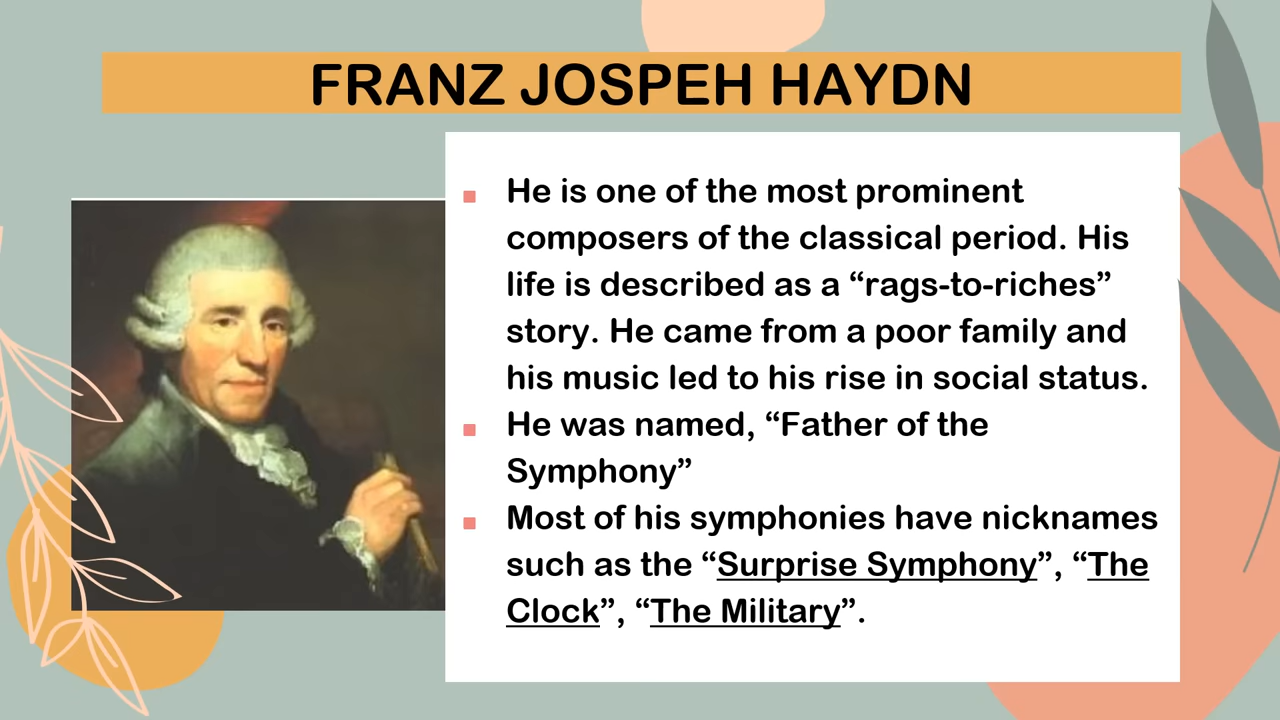 FRANZ JOSPEH HAYDN
He is one of the most prominent
composers of the classical period. His
life is described as a “rags-to-riches”
story. He came from a poor family and
his music led to his rise in social status.
He was named, “Father of the
Symphony”
Most of his symphonies have nicknames
such as the “Surprise Symphony”, “The
Clock”, “The Military”.